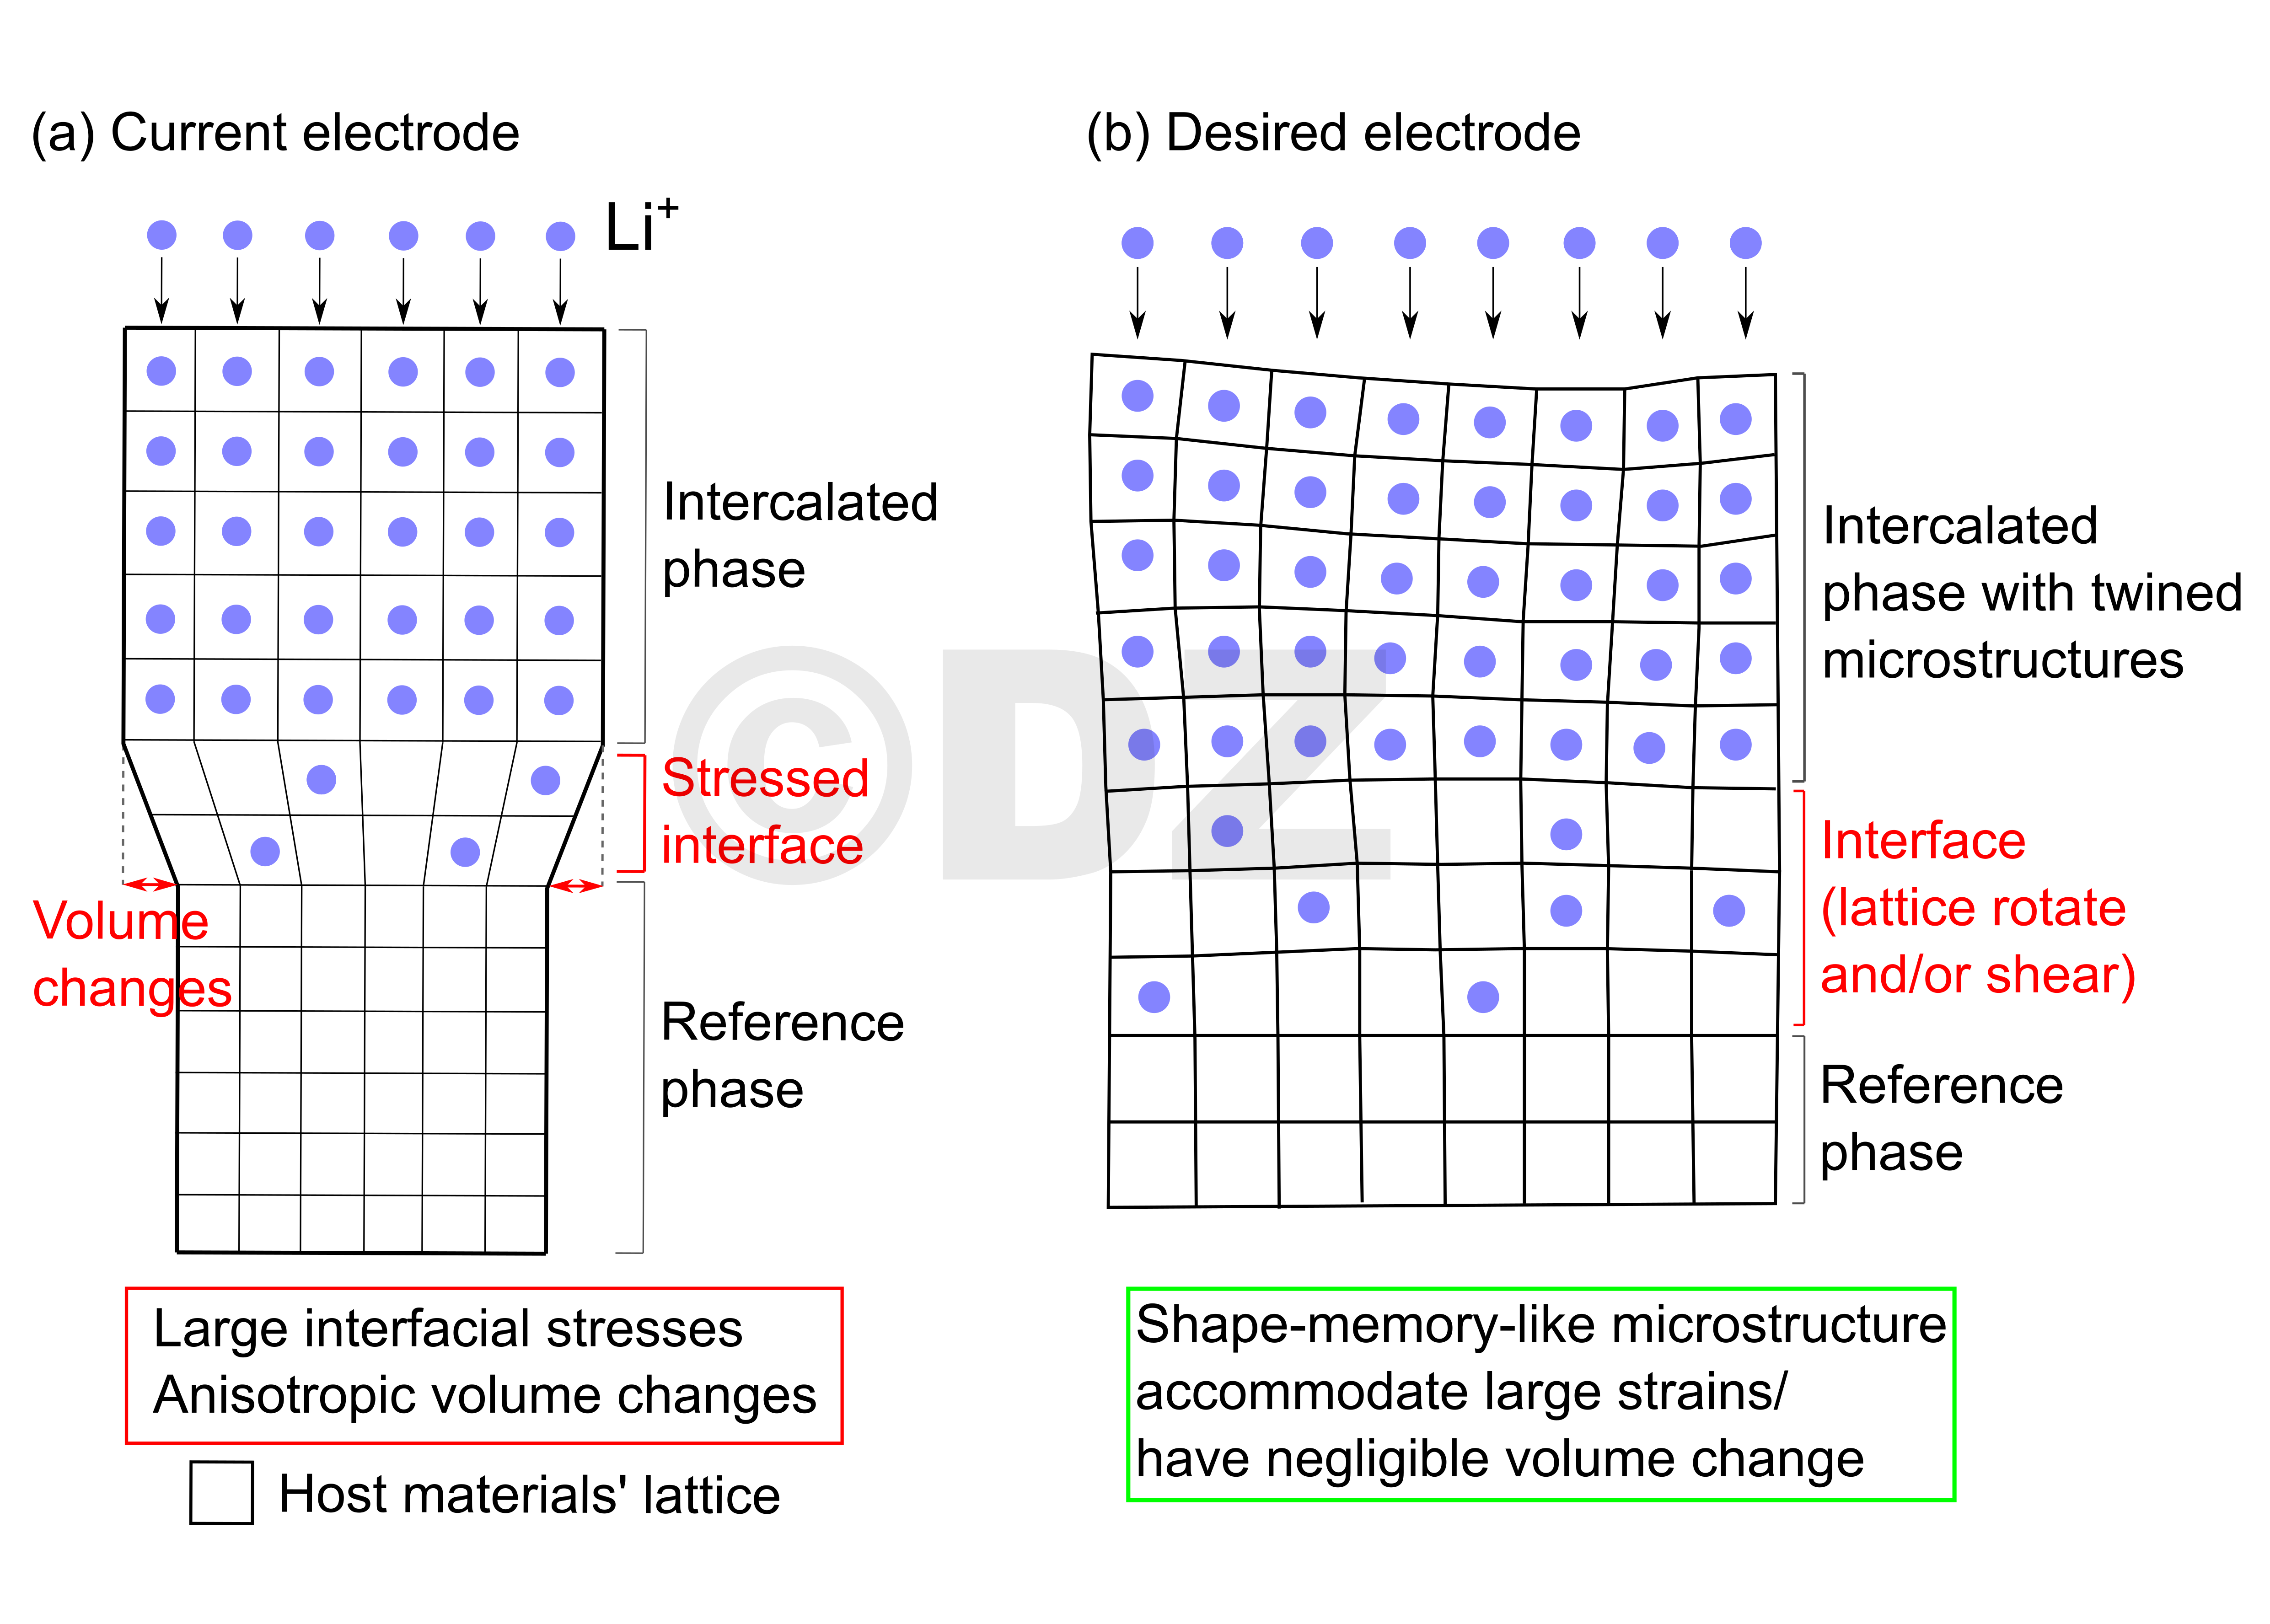 (a) Current electrode
Li⁺
Intercalated
phase
Stressed
interface
Volume
changes
Reference
phase
Large interfacial stresses
Anisotropic volume changes
Host materials' lattice
(b) Desired electrode
Intercalated
phase with twined
microstructures
Interface
(lattice rotate
and/or shear)
Reference
phase
Shape-memory-like microstructure
accommodate large strains/
have negligible volume change
©DZ